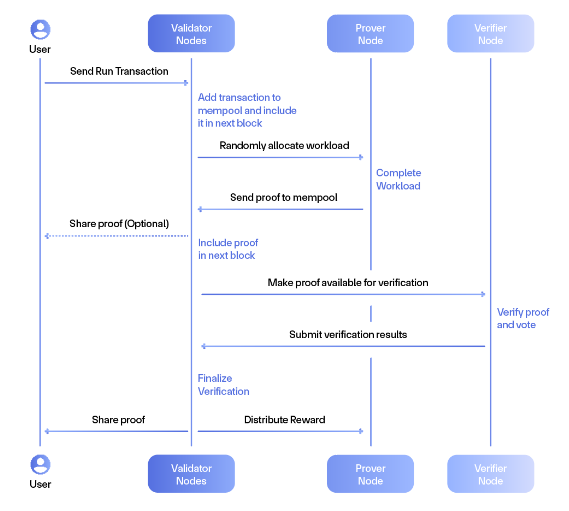 User
Validator
Nodes
Prover
Node
Verifier
Node
Send Run Transaction
Add transaction to
mempool and include
it in next block
Randomly allocate workload
Complete
Workload
Send proof to mempool
Share proof (Optional)
Include proof
in next block
Make proof available for verification
Verify proof
and vote
Submit verification results
Finalize
Verification
Share proof
Distribute Reward
User
Validator
Nodes
Prover
Node
Verifier
Node